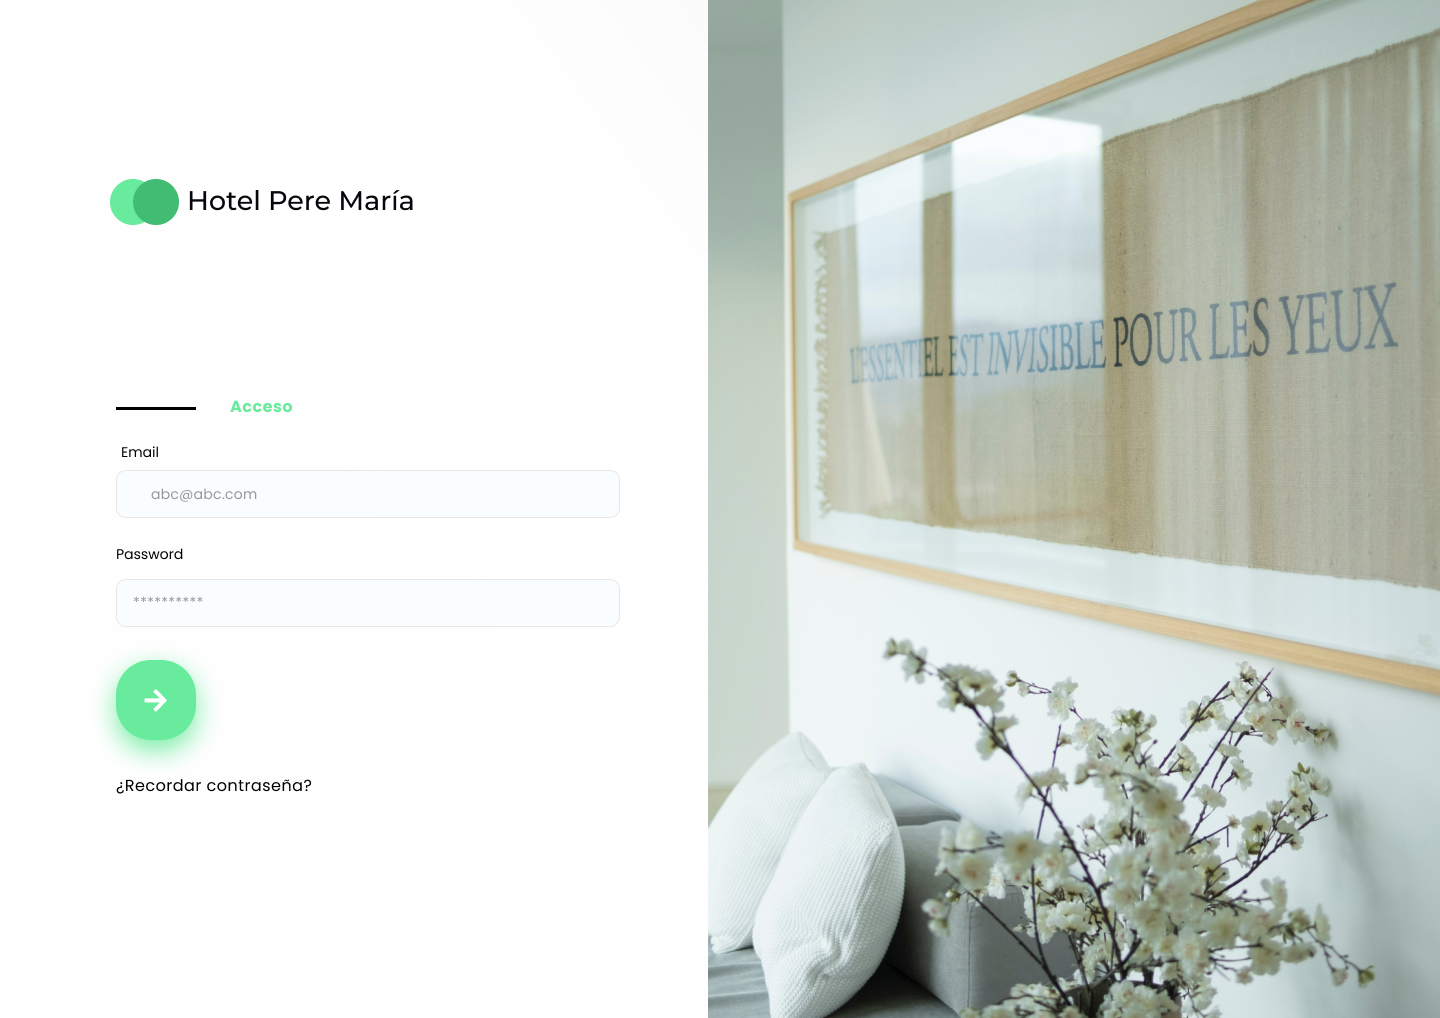 Hotel Pere María
Acceso
Email
abc@abc.com
Password
**********
¿Recordar contraseña?
L'ESSENTIEL EST INVISIBLE POUR LES YEUX